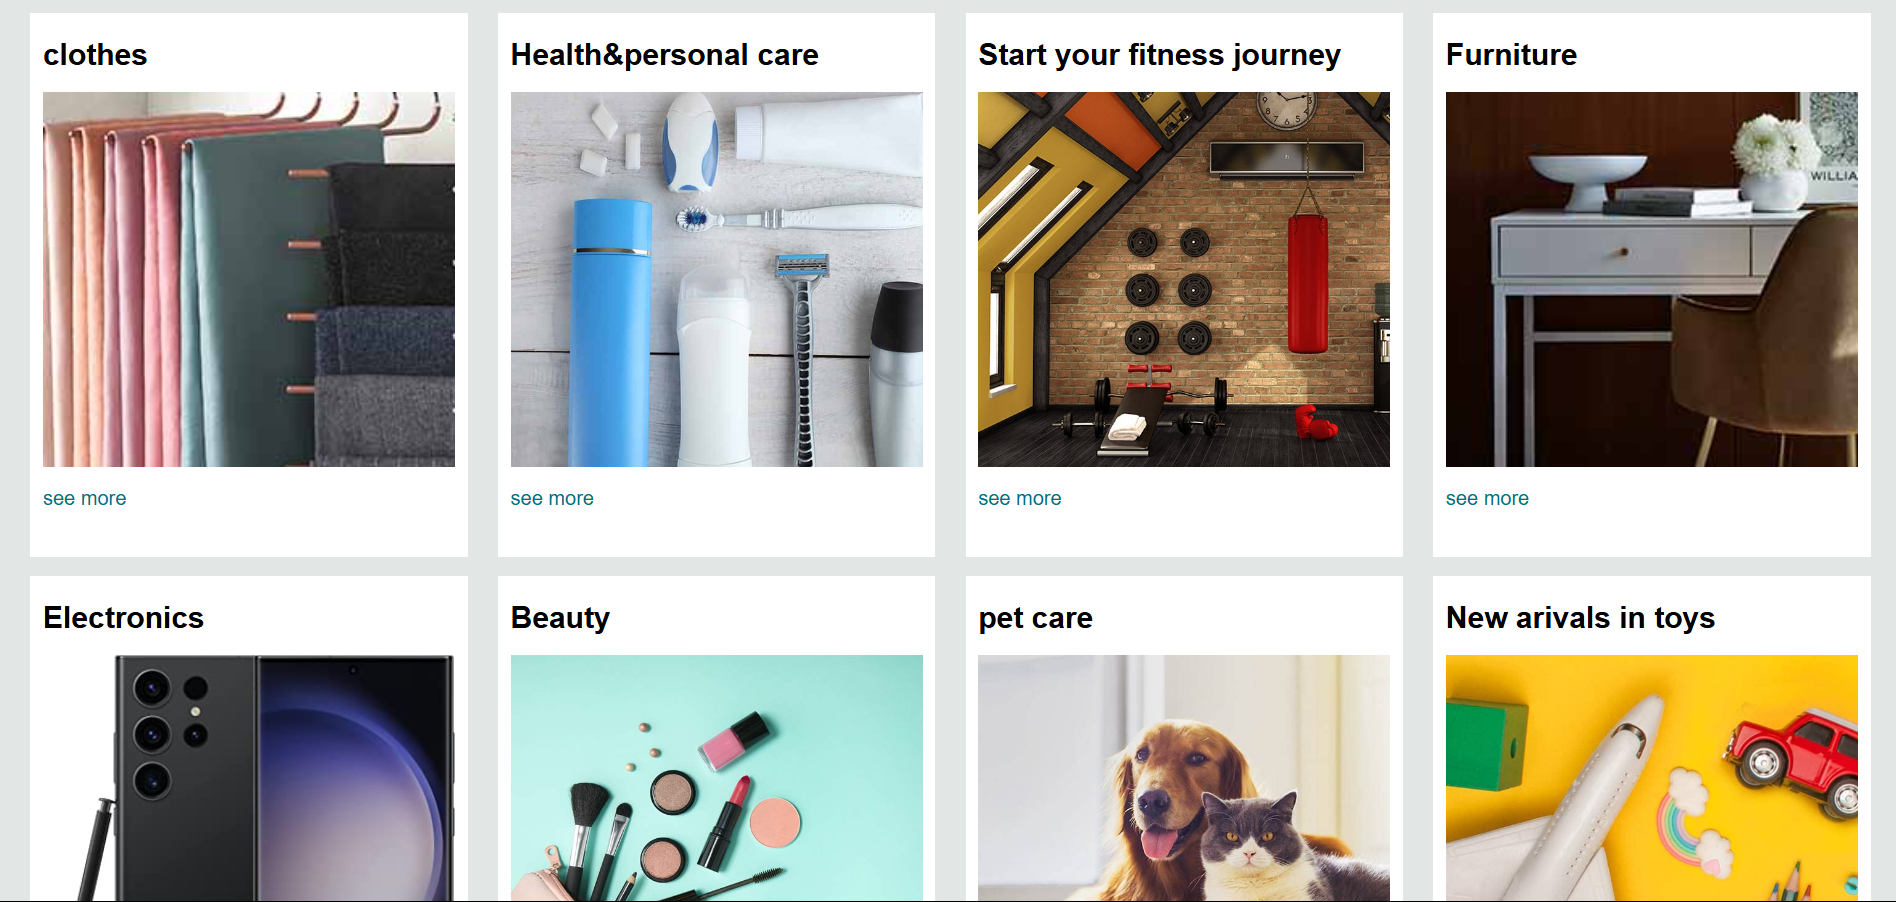 clothes
Health&personal care
Start your fitness journey
Furniture
WILLIA
see more
see more
see more
see more
Electronics
Beauty
pet care
New arivals in toys